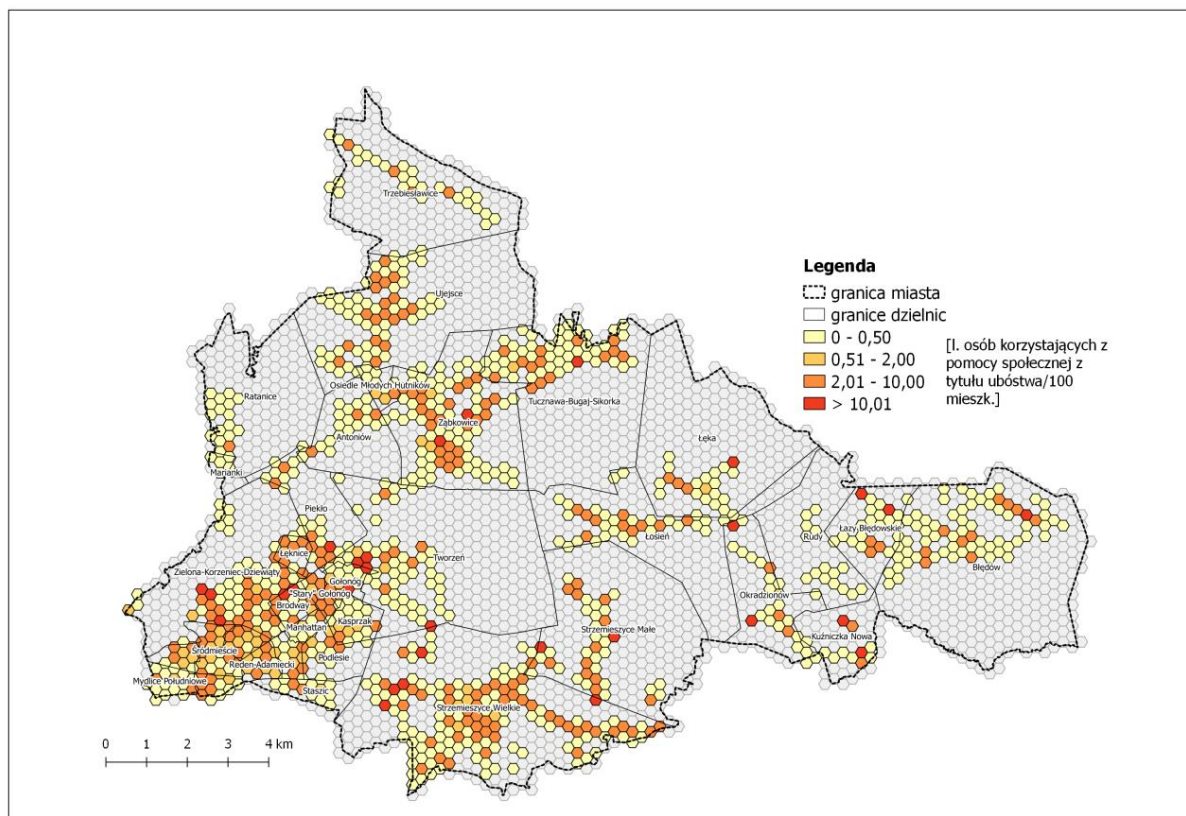 Trzebiesławice
Ujejsce
Legenda
granica miasta
granice dzielnic
0 - 0,50
0,51 - 2,00
2,01 - 10,00
> 10,01
[l. osób korzystających z
pomocy społecznej z
tytułu ubóstwa/100
mieszk.]
Osiedle Młodych Hutników
Ratanice
Tucznawa-Bugaj-Sikorka
Ząbkowice
Antoniów
Łęka
Marianki
Piekło
Łazy Błędowskie
Rudy
Łosień
Łęknice
Tworzeń
Błędów
Zielona-Korzeniec-Dziewiąty
Gołonóg
"Stary" Gołonog
Okradzionów
Brodway
Kasprzak
Manhattan
Strzemieszyce Małe
Kuźniczka Nowa
Śródmieście
Podlesie
Reden-Adamiecki
Mydlice Południowe
Staszic
Strzemieszyce Wielkie
0 1 2 3 4 km